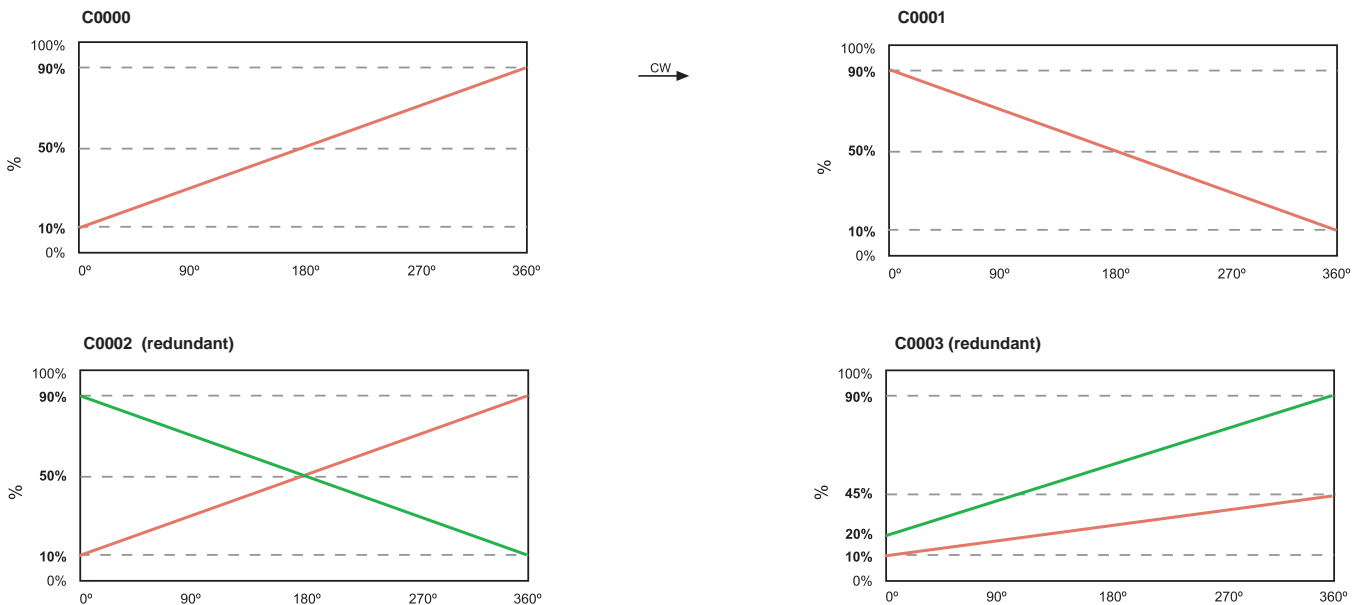 C0000
100%
90%
50%
10%
0%
%
0º
90º
180º
270º
360º
CW
C0001
100%
90%
50%
10%
0%
%
0º
90º
180º
270º
360º
C0002 (redundant)
100%
90%
50%
10%
0%
%
0º
90º
180º
270º
360º
C0003 (redundant)
100%
90%
45%
20%
10%
0%
%
0º
90º
180º
270º
360º